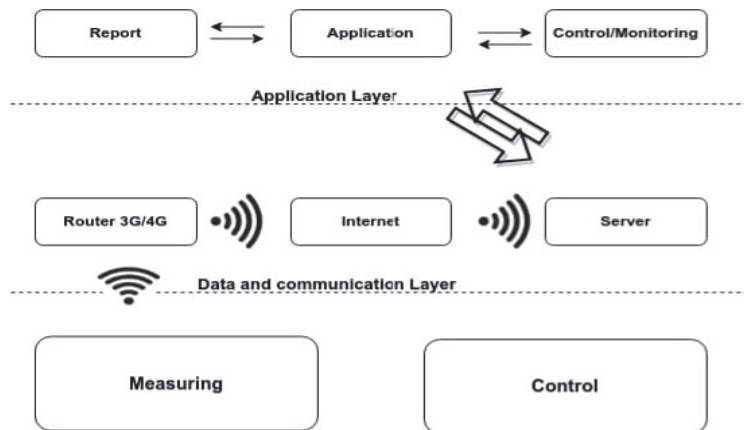 Report
Application
Control/Monitoring
Application Layer
Router 3G/4G
Internet
Server
Data and communication Layer
Measuring
Control